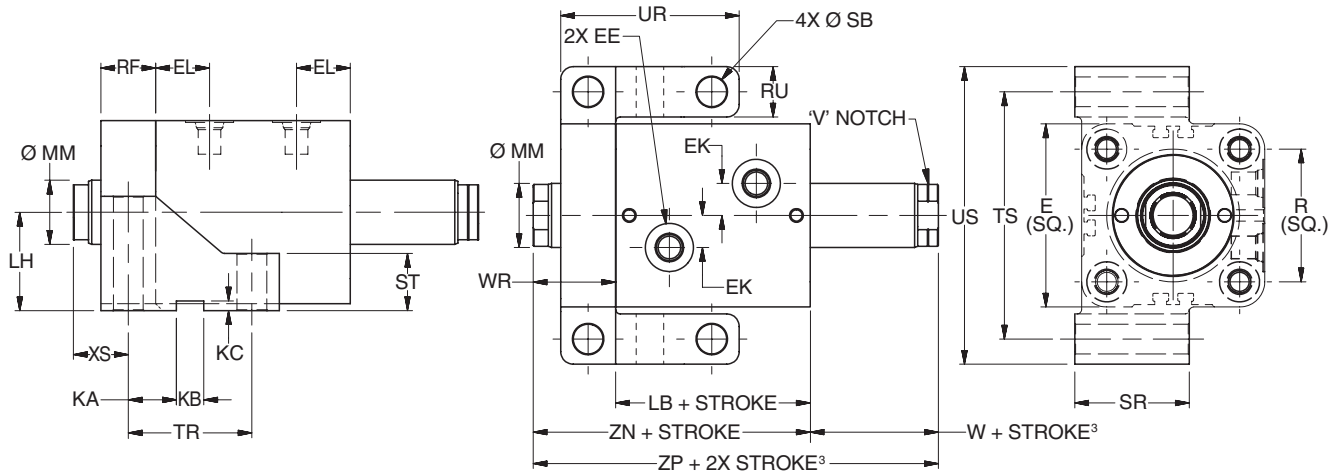 UR
4X Ø SB
2X EE
RF
EL
EL
RU
'V' NOTCH
Ø MM
Ø MM
EK
LH
ST
US
TS
E
(SQ.)
R
(SQ.)
WR
EK
XS
KC
KA
KB
TR
LB + STROKE
SR
ZN + STROKE
W + STROKE³
ZP + 2X STROKE³